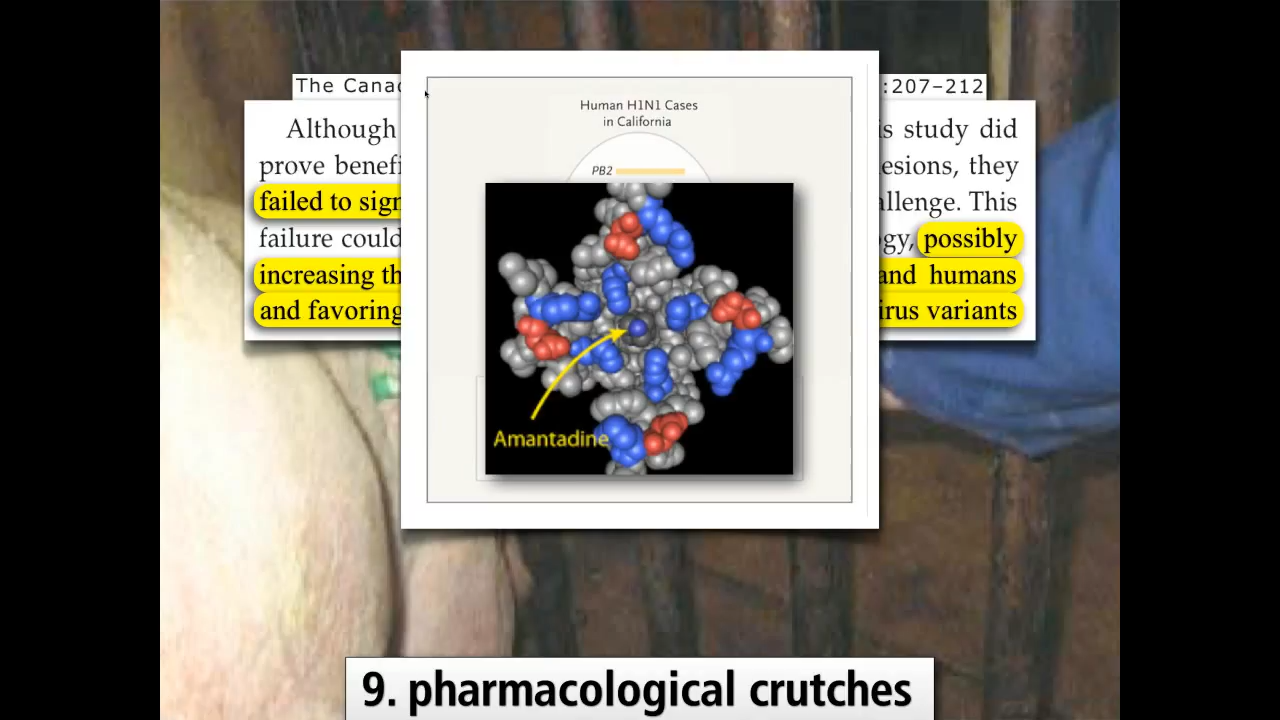 The Canad
:207–212
Although
is study did
prove benefi
esions, they
failed to sign
allenge. This
failure could
gy, possibly
increasing th
and humans
and favoring
irus variants
Human H1N1 Cases
in California
PB2
Amantadine
9. pharmacological crutches